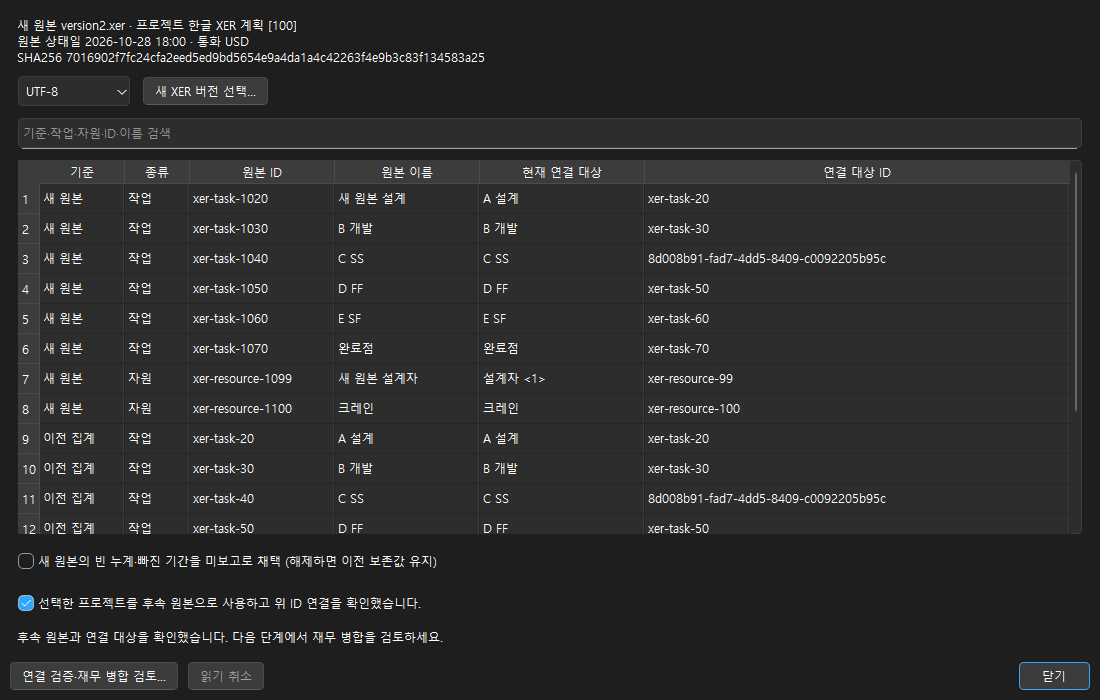 새 원본 version2.xer · 프로젝트 한글 XER 계획 [100]
원본 상태일 2026-10-28 18:00 · 통화 USD
SHA256 7016902f7fc24cfa2eed5ed9bd5654e9a4da1a4c42263f4e9b3c83f134583a25
UTF-8 새 XER 버전 선택...
기준·작업·자원·ID·이름 검색
기준 종류 원본 ID 원본 이름 현재 연결 대상 연결 대상 ID
1 새 원본 작업 xer-task-1020 새 원본 설계 A 설계 xer-task-20
2 새 원본 작업 xer-task-1030 B 개발 B 개발 xer-task-30
3 새 원본 작업 xer-task-1040 C SS C SS 8d008b91-fad7-4dd5-8409-c0092205b95c
4 새 원본 작업 xer-task-1050 D FF D FF xer-task-50
5 새 원본 작업 xer-task-1060 E SF E SF xer-task-60
6 새 원본 작업 xer-task-1070 완료점 완료점 xer-task-70
7 새 원본 자원 xer-resource-1099 새 원본 설계자 설계자 <1> xer-resource-99
8 새 원본 자원 xer-resource-1100 크레인 크레인 xer-resource-100
9 이전 집계 작업 xer-task-20 A 설계 A 설계 xer-task-20
10 이전 집계 작업 xer-task-30 B 개발 B 개발 xer-task-30
11 이전 집계 작업 xer-task-40 C SS C SS 8d008b91-fad7-4dd5-8409-c0092205b95c
12 이전 집계 작업 xer-task-50 D FF D FF xer-task-50
새 원본의 빈 누계·빠진 기간을 미보고로 채택 (해제하면 이전 보존값 유지)
선택한 프로젝트를 후속 원본으로 사용하고 위 ID 연결을 확인했습니다.
후속 원본과 연결 대상을 확인했습니다. 다음 단계에서 재무 병합을 검토하세요.
연결 검증·재무 병합 검토... 읽기 취소 닫기